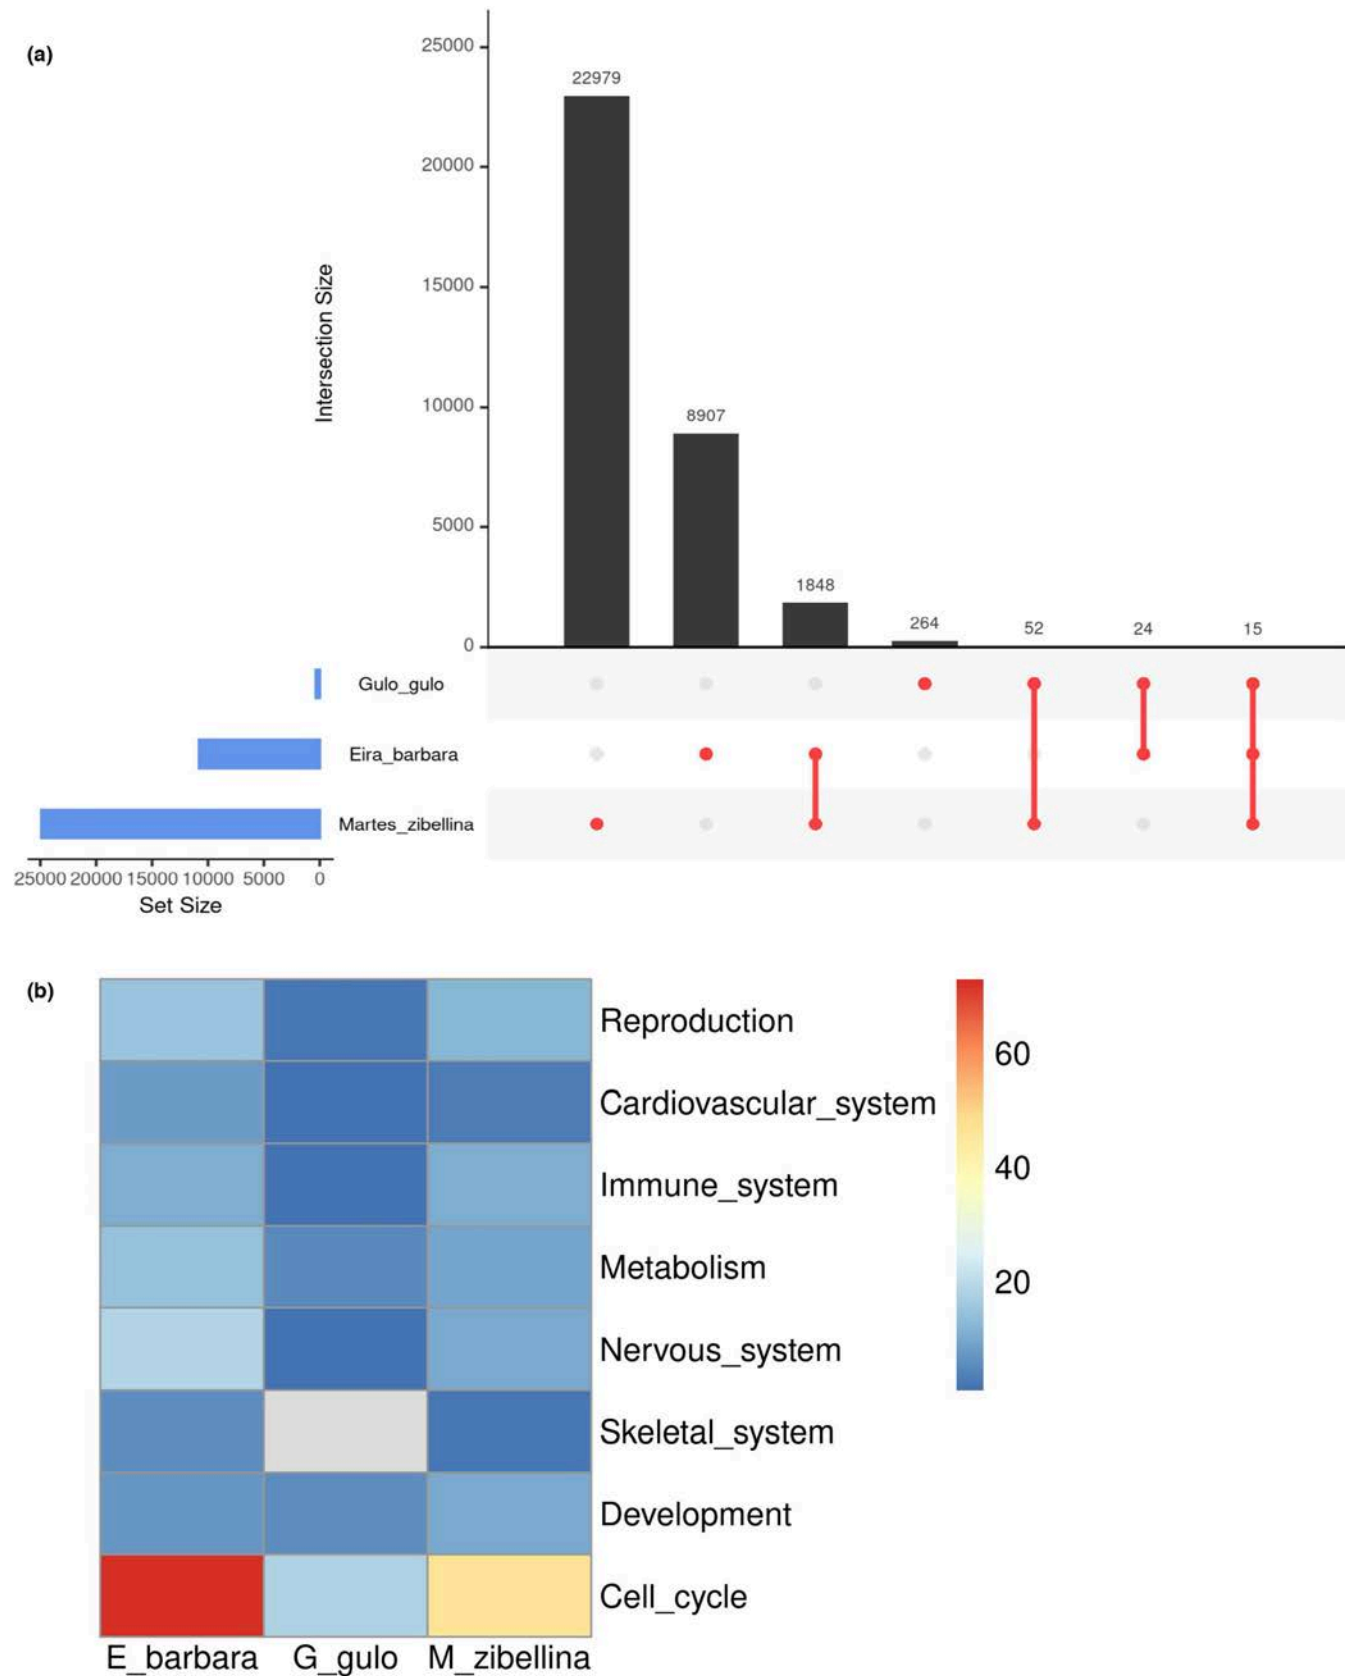 (a)
25000
20000
15000
10000
5000
0
Intersection Size
22979
8907
1848
264
52
24
15
Gulo_gulo
Eira_barbara
Martes_zibellina
25000 20000 15000 10000 5000 0
Set Size
(b)
Reproduction
Cardiovascular_system
Immune_system
Metabolism
Nervous_system
Skeletal_system
Development
Cell_cycle
E_barbara G_gulo M_zibellina
60
40
20